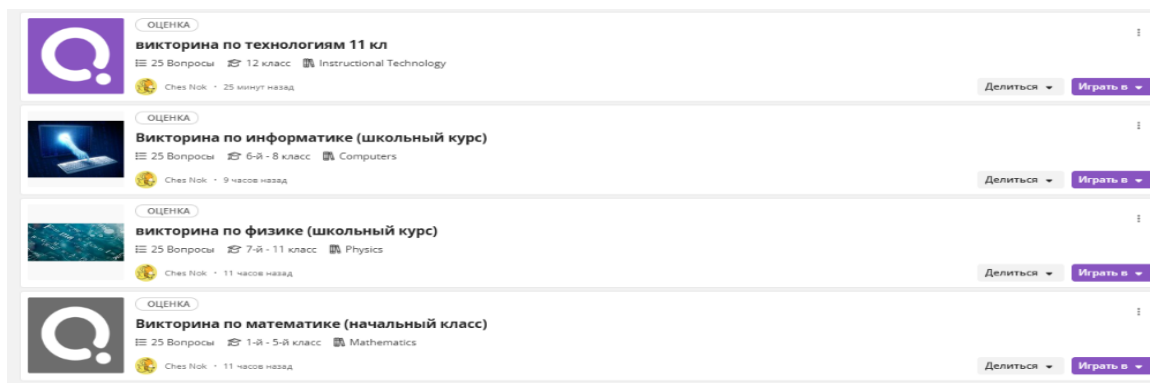 ОЦЕНКА
викторина по технологиям 11 кл
25 Вопросы 12 класс Instructional Technology
Ches Nok • 25 минут назад
Делиться Играть в
ОЦЕНКА
Викторина по информатике (школьный курс)
25 Вопросы 6-й - 8 класс Computers
Ches Nok • 9 часов назад
Делиться Играть в
ОЦЕНКА
викторина по физике (школьный курс)
25 Вопросы 7-й - 11 класс Physics
Ches Nok • 11 часов назад
Делиться Играть в
ОЦЕНКА
Викторина по математике (начальный класс)
25 Вопросы 1-й - 5-й класс Mathematics
Ches Nok • 11 часов назад
Делиться Играть в